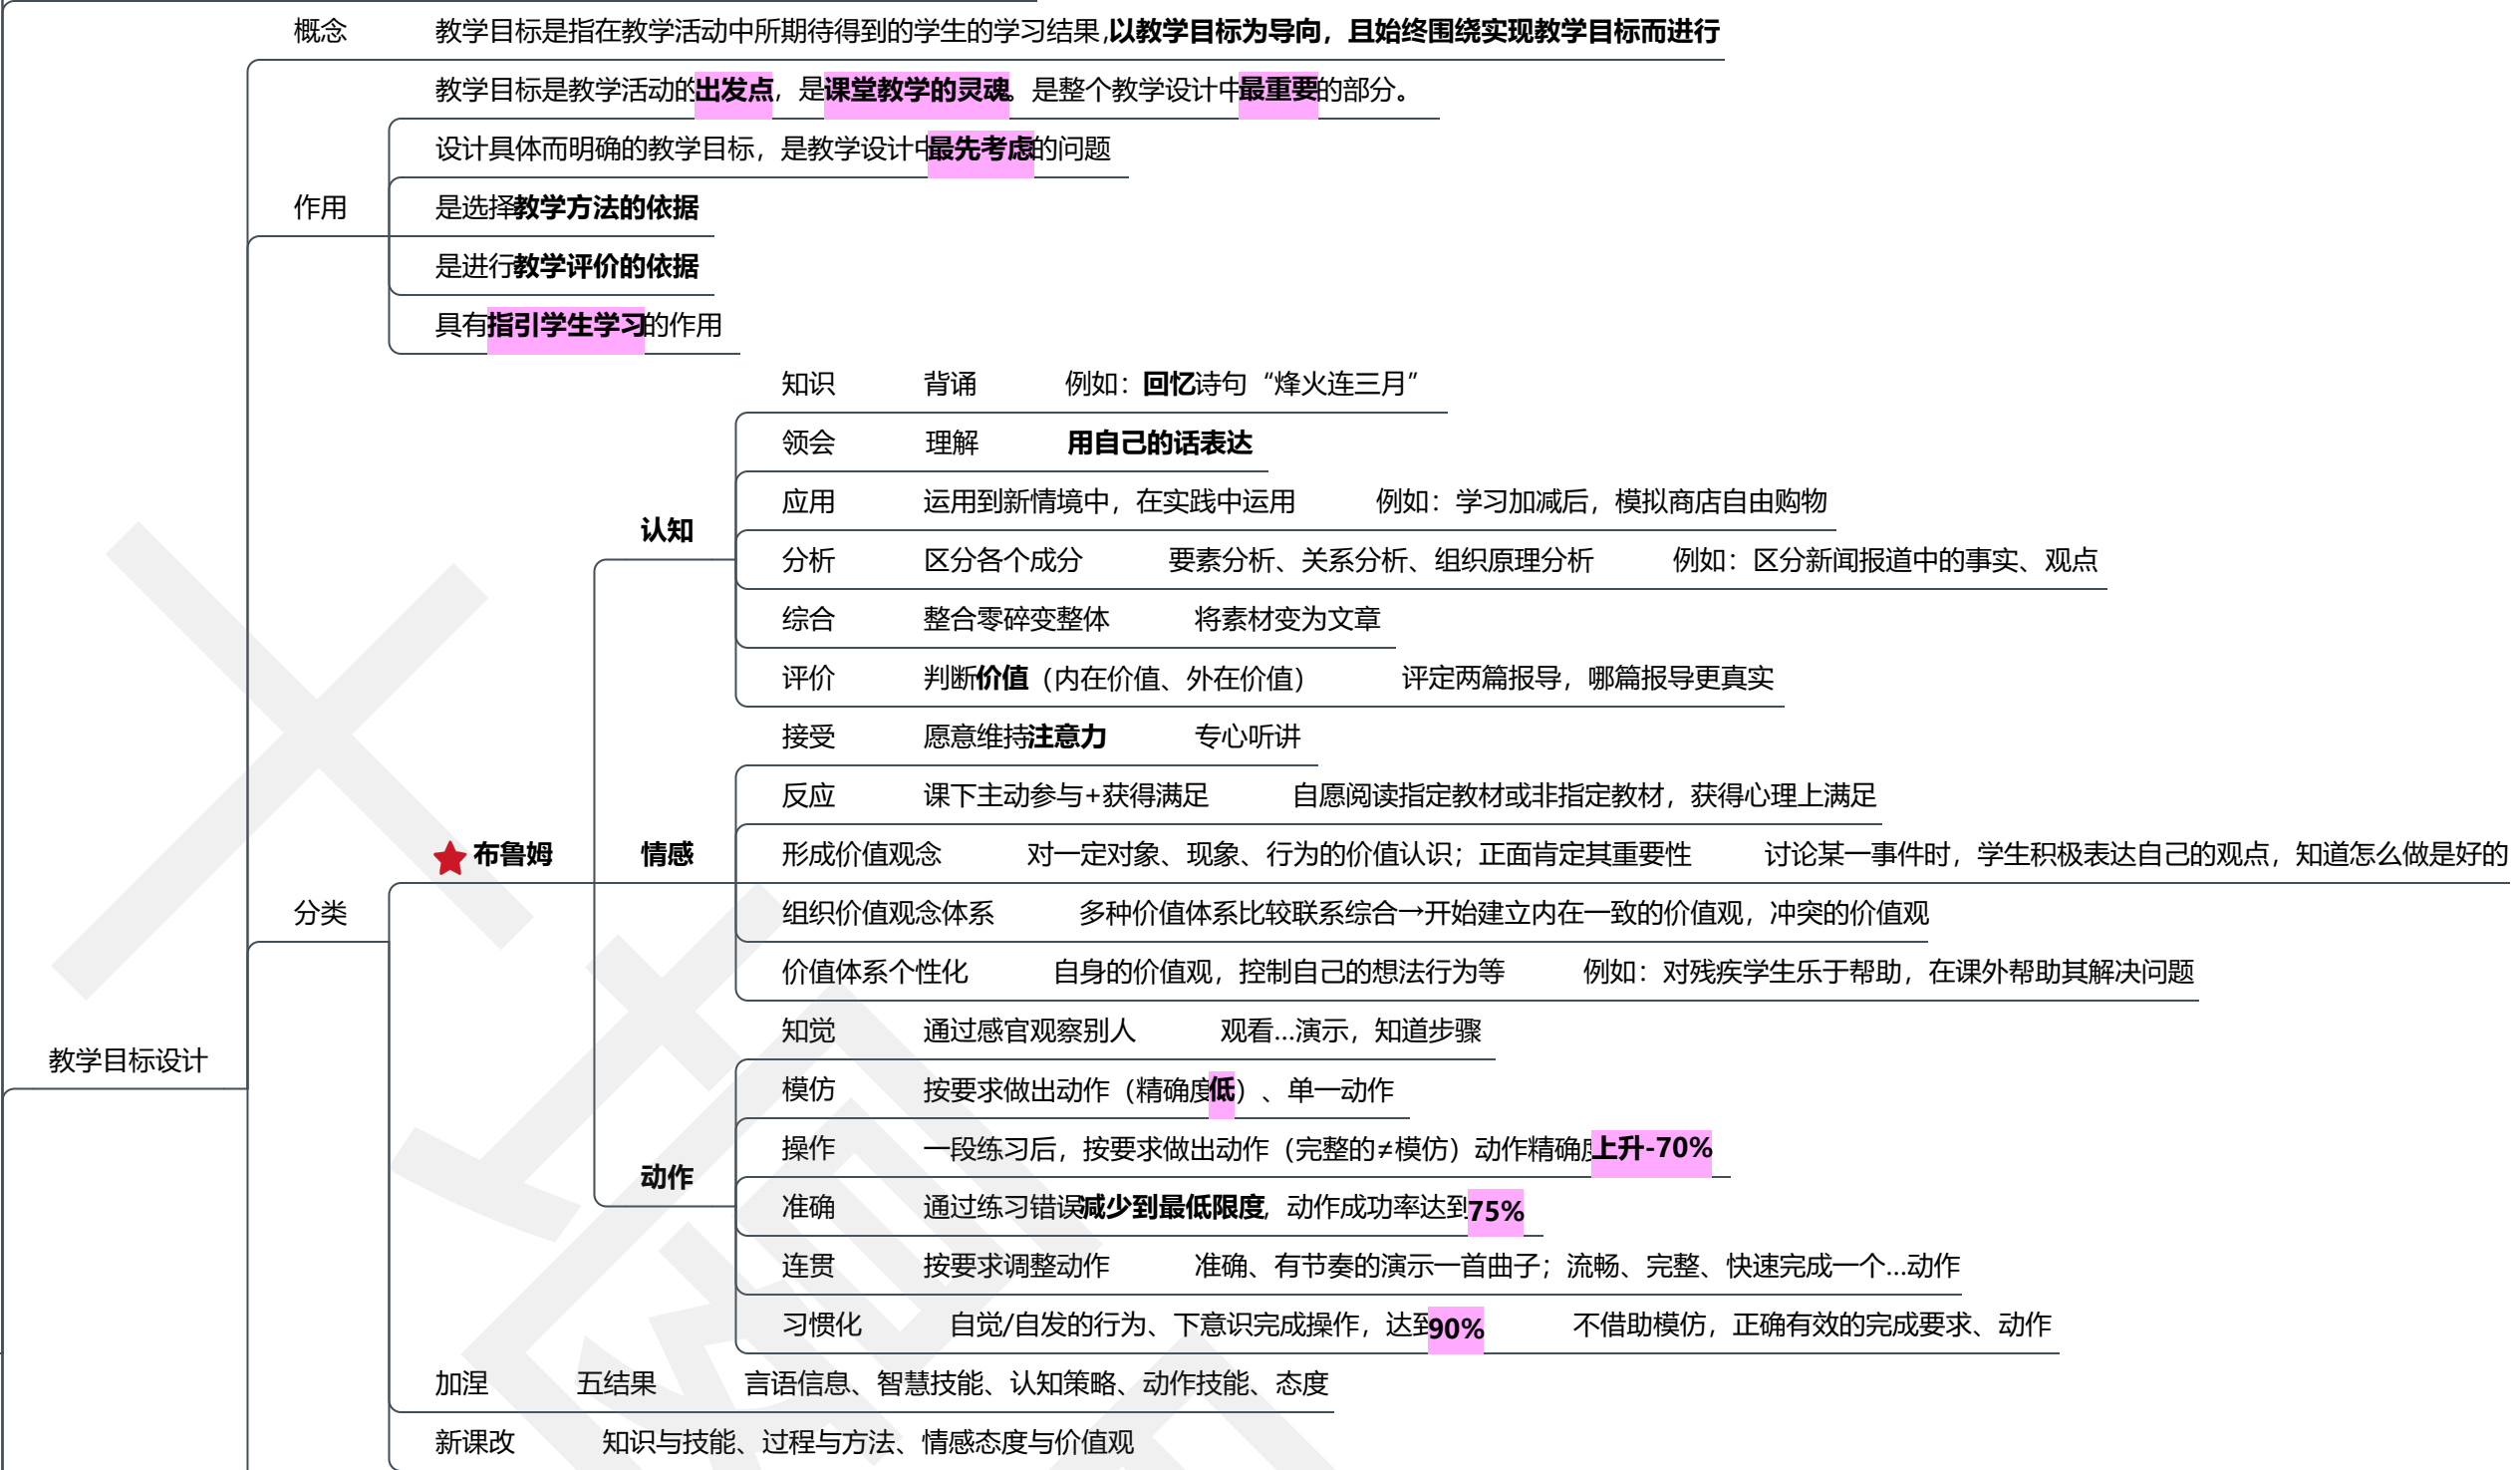 概念 教学目标是指在教学活动中所期待得到的学生的学习结果,以教学目标为导向，且始终围绕实现教学目标而进行
教学目标是教学活动的出发点，是课堂教学的灵魂。是整个教学设计中最重要的部分。
设计具体而明确的教学目标，是教学设计中最先考虑的问题
作用 是选择教学方法的依据
是进行教学评价的依据
具有指引学生学习的作用
知识 背诵 例如：回忆诗句“烽火连三月”
领会 理解 用自己的话表达
应用 运用到新情境中，在实践中运用 例如：学习加减后，模拟商店自由购物
认知
分析 区分各个成分 要素分析、关系分析、组织原理分析 例如：区分新闻报道中的事实、观点
综合 整合零碎变整体 将素材变为文章
评价 判断价值（内在价值、外在价值） 评定两篇报导，哪篇报导更真实
接受 愿意维持注意力 专心听讲
反应 课下主动参与+获得满足 自愿阅读指定教材或非指定教材，获得心理上满足
布鲁姆 情感 形成价值观念 对一定对象、现象、行为的价值认识；正面肯定其重要性 讨论某一事件时，学生积极表达自己的观点，知道怎么做是好的
分类 组织价值观念体系 多种价值体系比较联系综合→开始建立内在一致的价值观，冲突的价值观
价值体系个性化 自身的价值观，控制自己的想法行为等 例如：对残疾学生乐于帮助，在课外帮助其解决问题
知觉 通过感官观察别人 观看...演示，知道步骤
教学目标设计
模仿 按要求做出动作（精确度低）、单一动作
操作 一段练习后，按要求做出动作（完整的≠模仿）动作精确度上升-70%
动作
准确 通过练习错误减少到最低限度，动作成功率达到75%
连贯 按要求调整动作 准确、有节奏的演示一首曲子；流畅、完整、快速完成一个...动作
习惯化 自觉/自发的行为、下意识完成操作，达到90% 不借助模仿，正确有效的完成要求、动作
加涅 五结果 言语信息、智慧技能、认知策略、动作技能、态度
新课改 知识与技能、过程与方法、情感态度与价值观